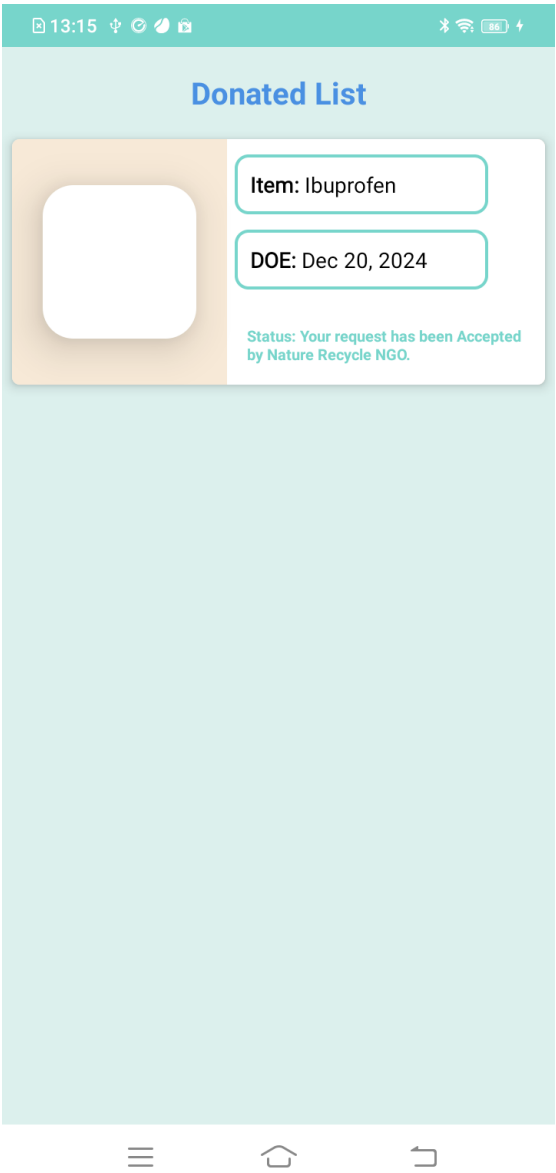 13:15
86
Donated List
Item: Ibuprofen
DOE: Dec 20, 2024
Status: Your request has been Accepted
by Nature Recycle NGO.